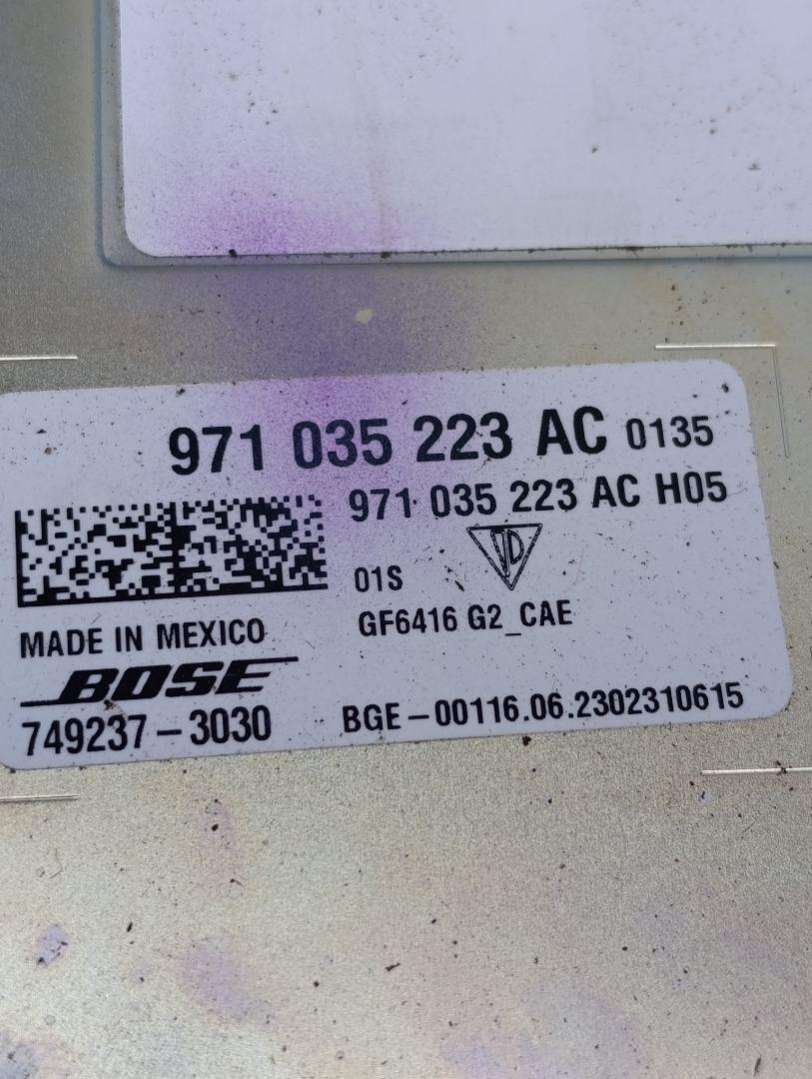 971 035 223 AC 0135
971 035 223 AC H05
01S
GF6416 G2_CAE
MADE IN MEXICO
BOSE
749237-3030
BGE-00116.06.2302310615